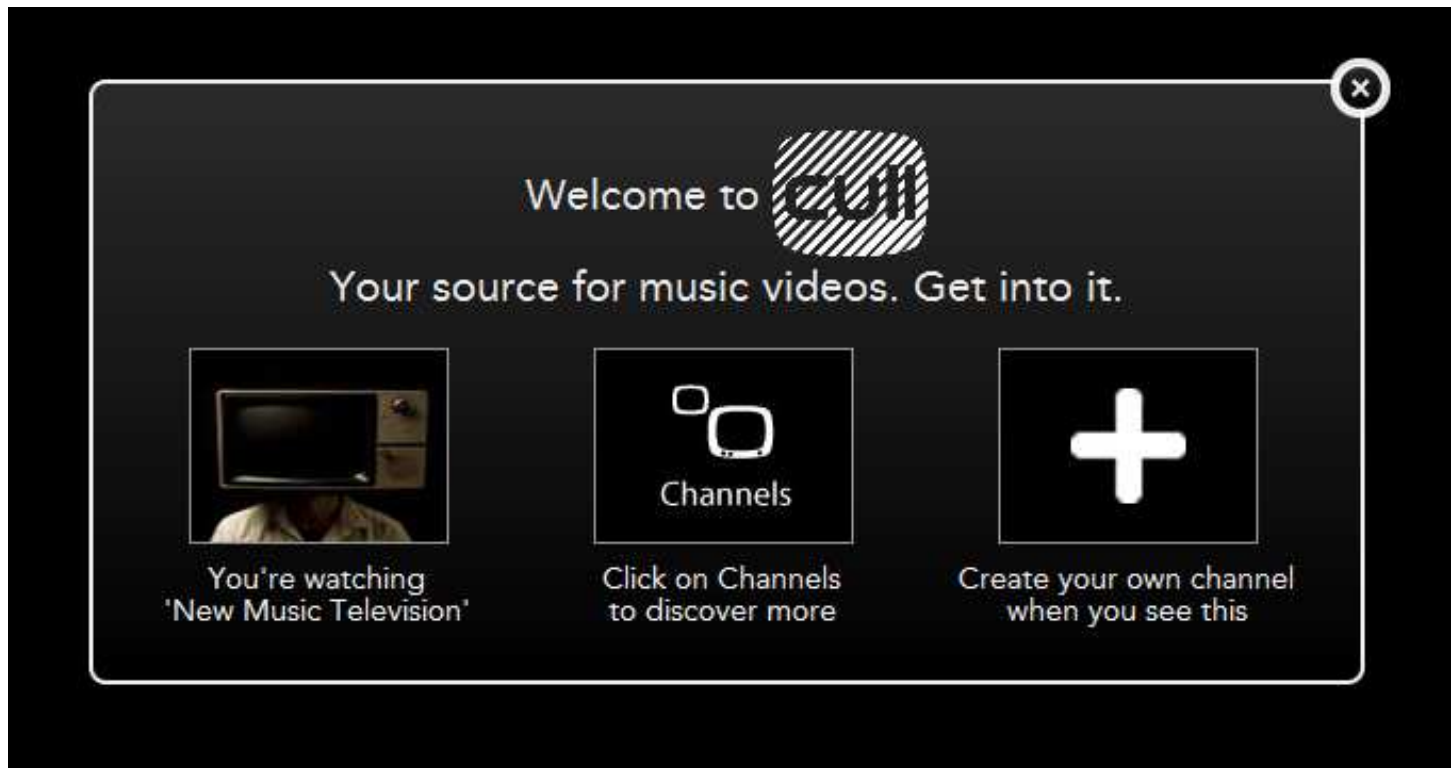 Welcome to cull
Your source for music videos. Get into it.
Channels
You're watching
'New Music Television'
Click on Channels
to discover more
Create your own channel
when you see this